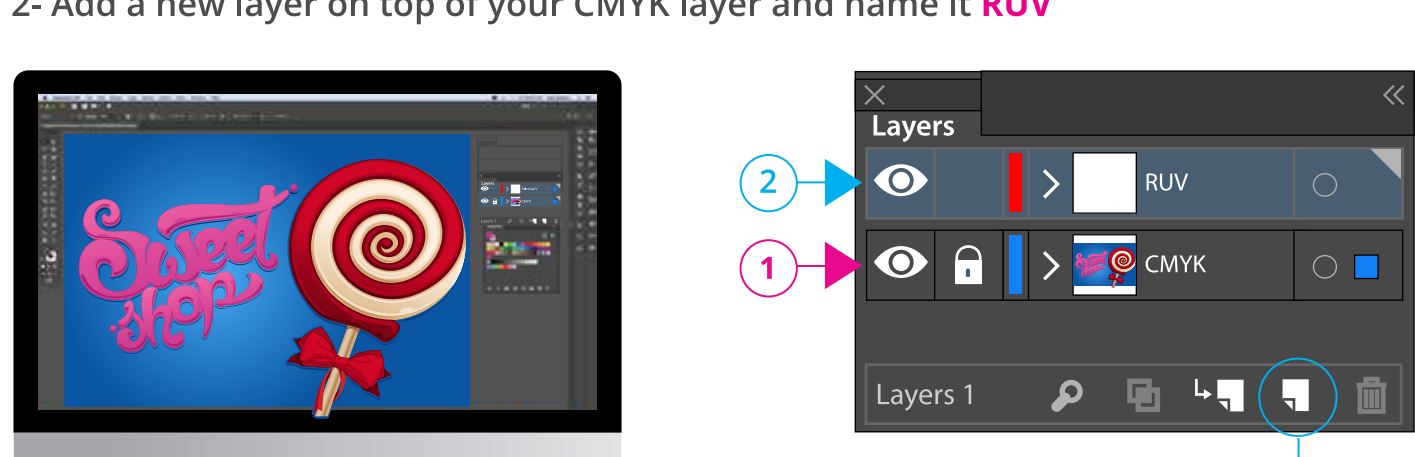 2- Add a new layer on top of your CMYK layer and name it RUV
Sweet
shop
Layers
2
RUV
1
CMYK
Layers 1